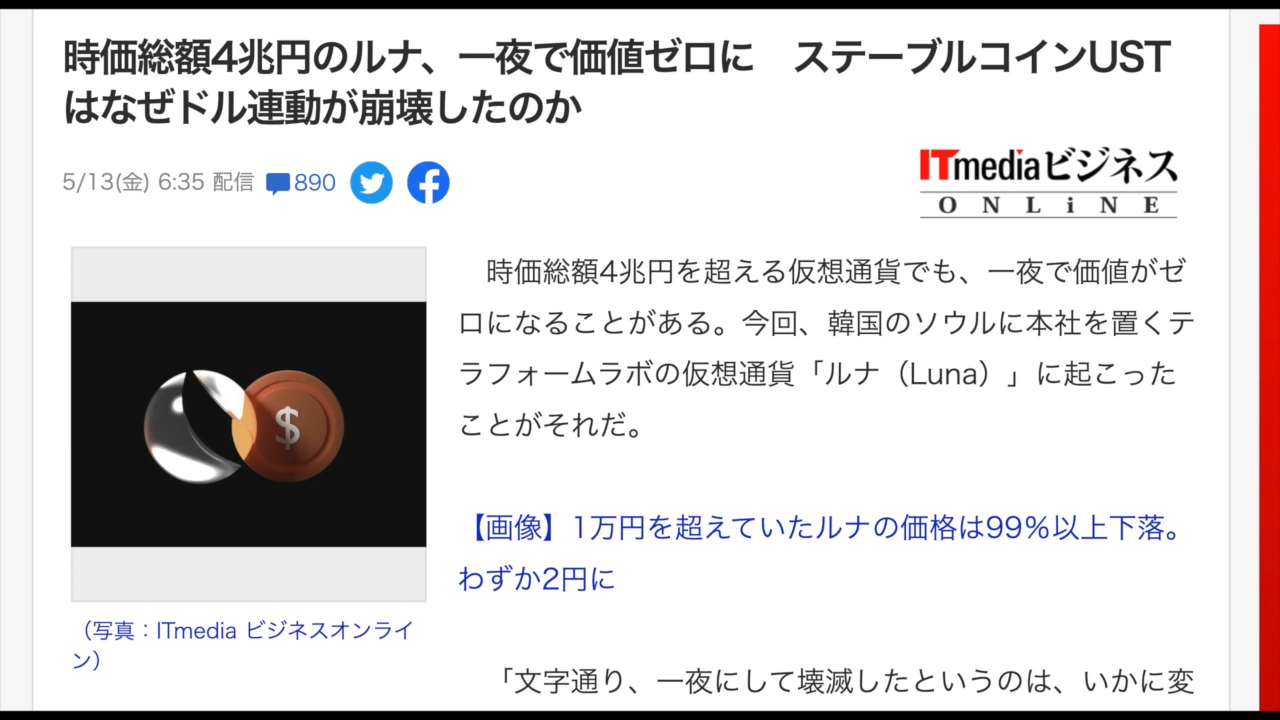 時価総額4兆円のルナ、一夜で価値ゼロに　ステーブルコインUST
はなぜドル連動が崩壊したのか
5/13(金) 6:35 配信 890
ITmediaビジネス
ONLiNE
$
時価総額4兆円を超える仮想通貨でも、一夜で価値がゼ
ロになることがある。今回、韓国のソウルに本社を置くテ
ラフォームラボの仮想通貨「ルナ（Luna）」に起こった
ことがそれだ。
【画像】1万円を超えていたルナの価格は99％以上下落。
わずか2円に
（写真：ITmedia ビジネスオンライ
ン）
「文字通り、一夜にして壊滅したというのは、いかに変